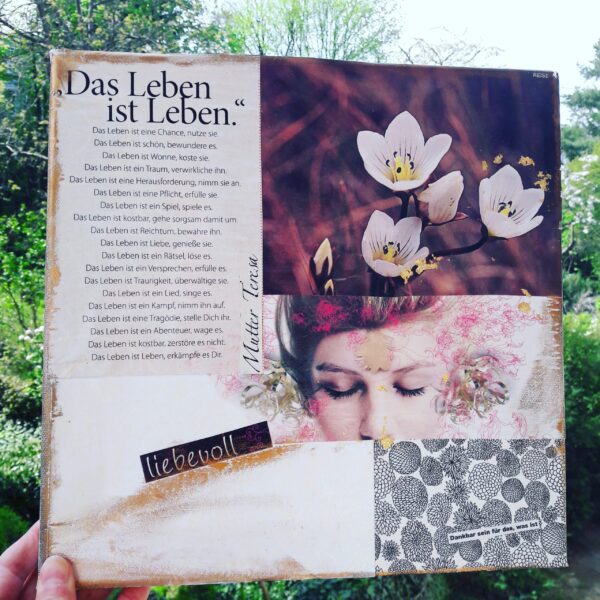 „Das Leben
ist Leben.“
Das Leben ist eine Chance, nutze sie.
Das Leben ist schön, bewundere es.
Das Leben ist Wonne, koste sie.
Das Leben ist ein Traum, verwirkliche ihn.
Das Leben ist eine Herausforderung, nimm sie an.
Das Leben ist eine Pflicht, erfülle sie.
Das Leben ist ein Spiel, spiele es.
Das Leben ist kostbar, gehe sorgsam damit um.
Das Leben ist Reichtum, bewahre ihn.
Das Leben ist Liebe, genieße sie.
Das Leben ist ein Rätsel, löse es.
Das Leben ist ein Versprechen, erfülle es.
Das Leben ist Traurigkeit, überwältige sie.
Das Leben ist ein Lied, singe es.
Das Leben ist ein Kampf, nimm ihn auf.
Das Leben ist eine Tragödie, stelle Dich ihr.
Das Leben ist ein Abenteuer, wage es.
Das Leben ist kostbar, zerstöre es nicht.
Das Leben ist Leben, erkämpfe es Dir.
Mutter Teresa
liebevoll
Dankbar sein für das, was ist